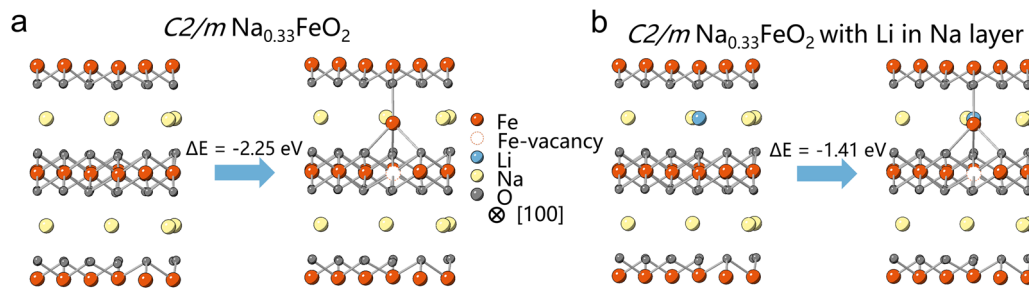 a
C2/m Na₀.₃₃FeO₂
ΔE = -2.25 eV
Fe
Fe-vacancy
Li
Na
O
⊗ [100]
b
C2/m Na₀.₃₃FeO₂ with Li in Na layer
ΔE = -1.41 eV